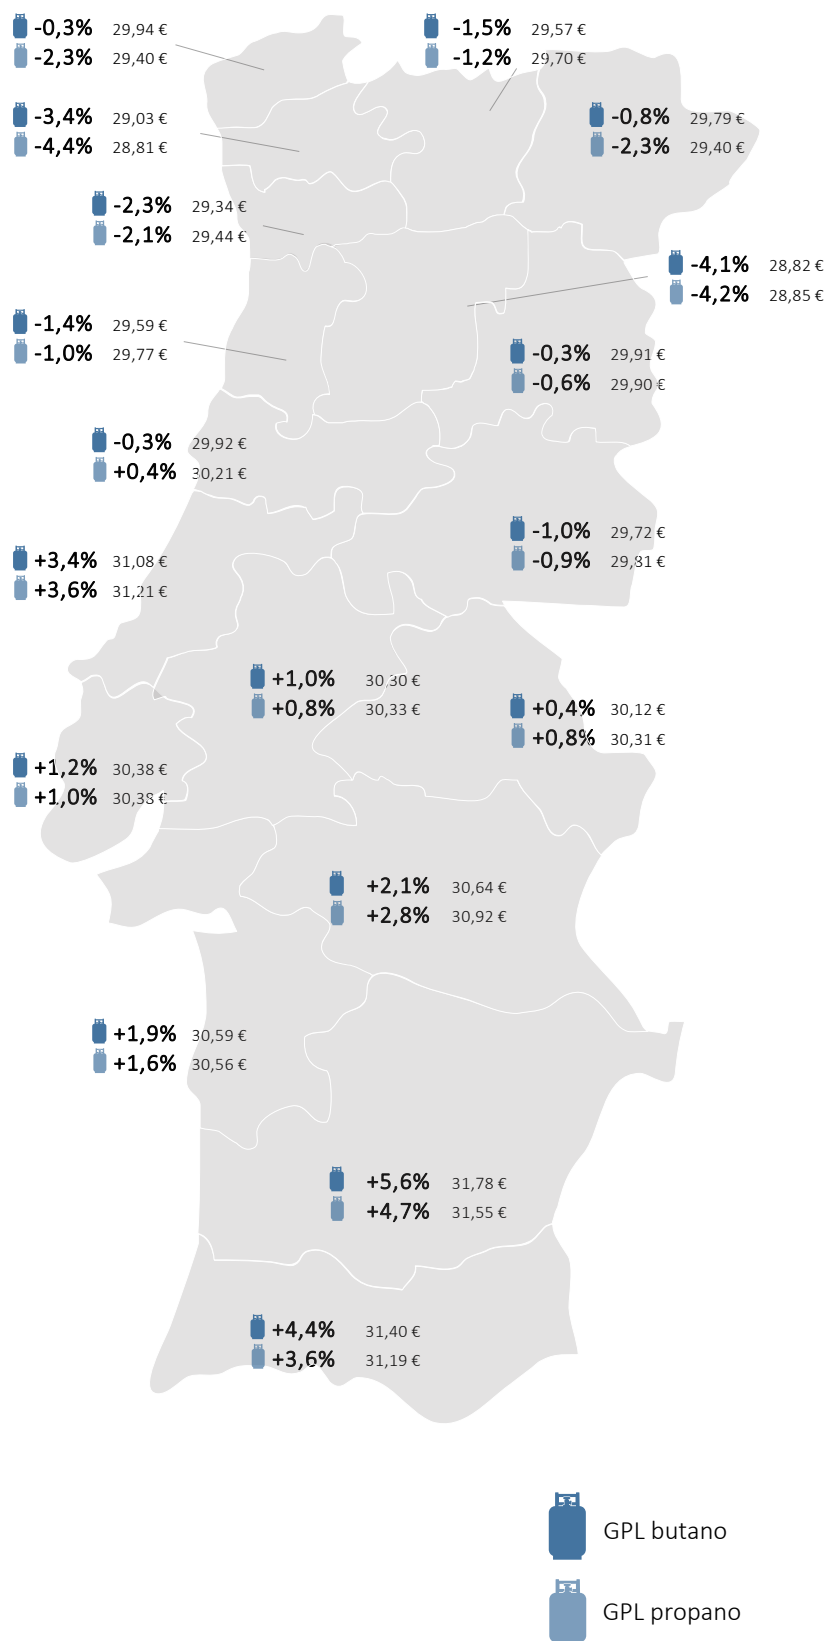 -0,3% 29,94 €
-2,3% 29,40 €
-1,5% 29,57 €
-1,2% 29,70 €
-3,4% 29,03 €
-4,4% 28,81 €
-0,8% 29,79 €
-2,3% 29,40 €
-2,3% 29,34 €
-2,1% 29,44 €
-4,1% 28,82 €
-4,2% 28,85 €
-1,4% 29,59 €
-1,0% 29,77 €
-0,3% 29,91 €
-0,6% 29,90 €
-0,3% 29,92 €
+0,4% 30,21 €
-1,0% 29,72 €
-0,9% 29,81 €
+3,4% 31,08 €
+3,6% 31,21 €
+1,0% 30,30 €
+0,8% 30,33 €
+0,4% 30,12 €
+0,8% 30,31 €
+1,2% 30,38 €
+1,0% 30,38 €
+2,1% 30,64 €
+2,8% 30,92 €
+1,9% 30,59 €
+1,6% 30,56 €
+5,6% 31,78 €
+4,7% 31,55 €
+4,4% 31,40 €
+3,6% 31,19 €
GPL butano
GPL propano